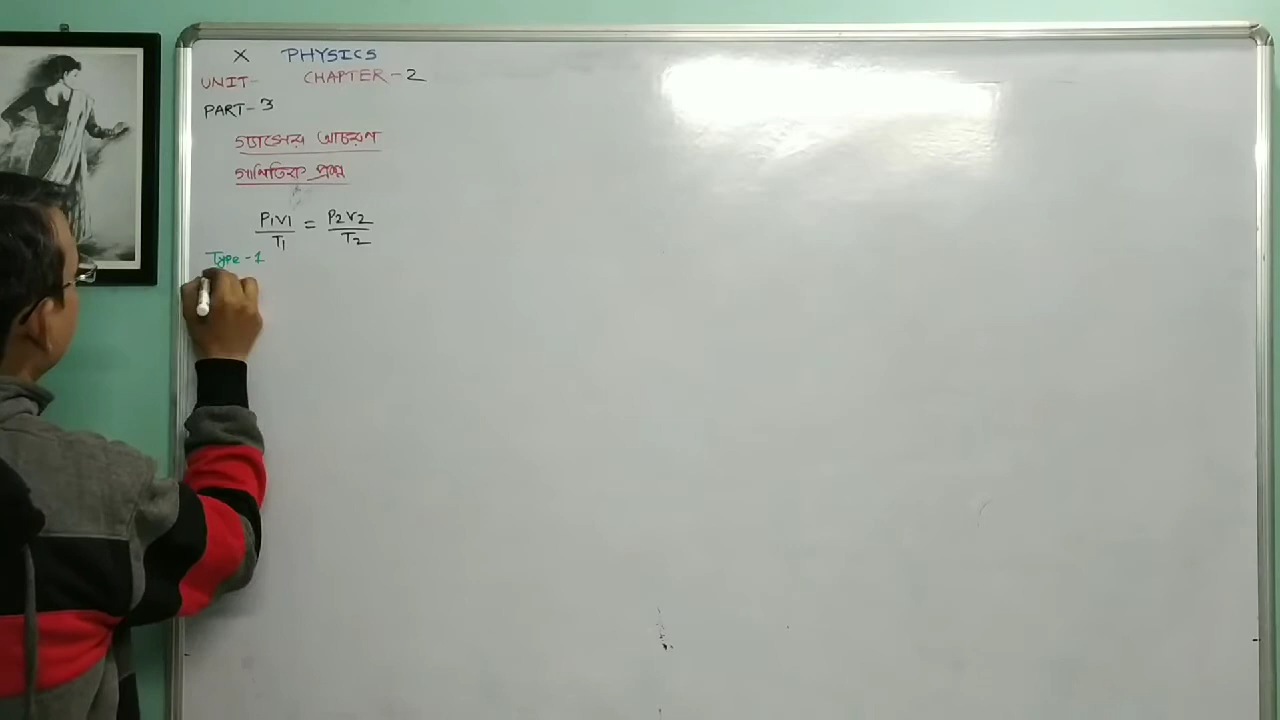 X PHYSICS
UNIT- CHAPTER-2
PART-3
গ্যাসের আচরণ
গাণিতিক প্রশ্ন
P1V1/T1 = P2V2/T2
Type-1